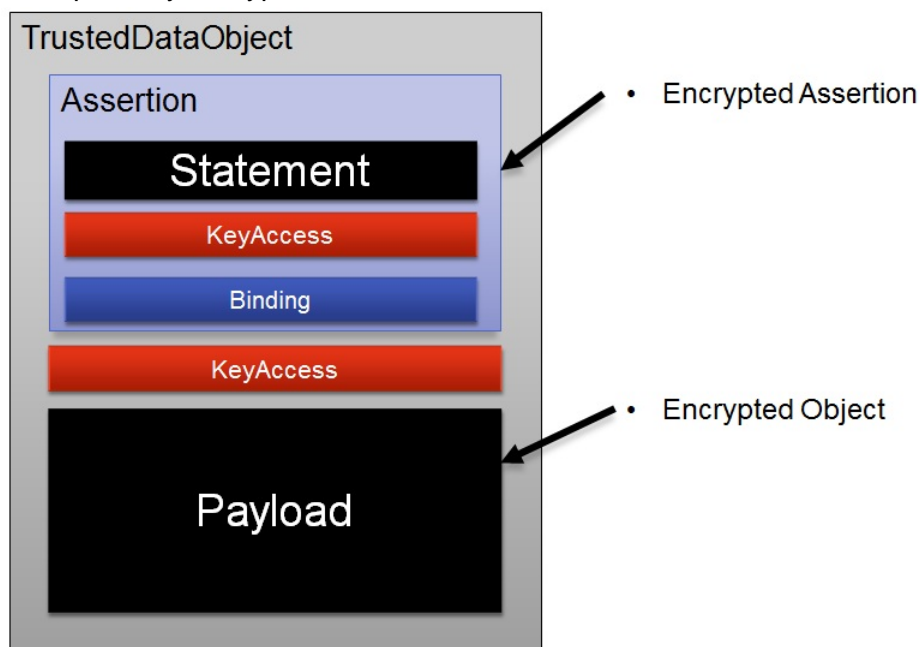 TrustedDataObject
Assertion
• Encrypted Assertion
Statement
KeyAccess
Binding
KeyAccess
• Encrypted Object
Payload